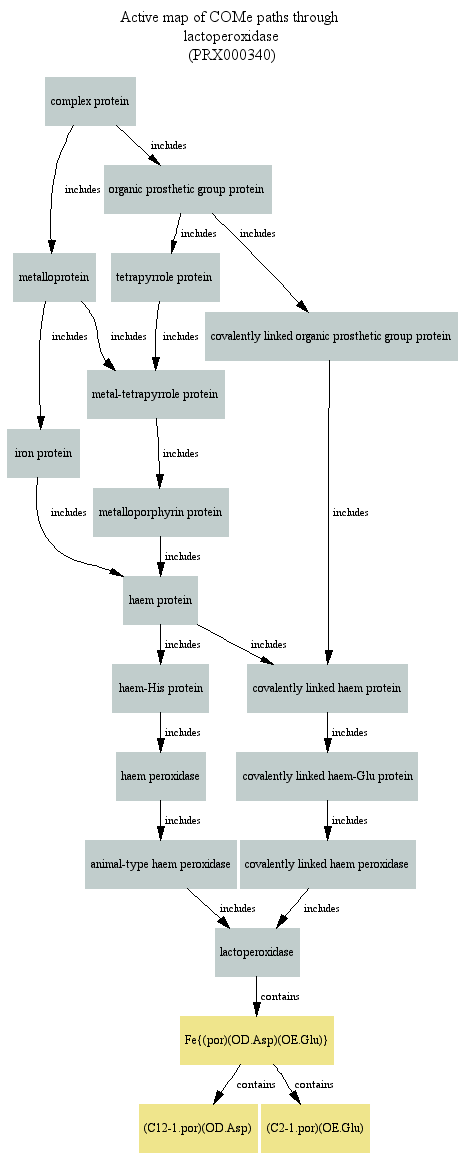 Active map of COMe paths through
lactoperoxidase
(PRX000340)
complex protein
includes
includes
organic prosthetic group protein
includes
includes
metalloprotein
tetrapyrrole protein
covalently linked organic prosthetic group protein
includes
includes
includes
metal-tetrapyrrole protein
iron protein
includes
metalloporphyrin protein
includes
includes
includes
haem protein
includes
includes
haem-His protein
covalently linked haem protein
includes
includes
haem peroxidase
covalently linked haem-Glu protein
includes
includes
animal-type haem peroxidase
covalently linked haem peroxidase
includes
includes
lactoperoxidase
contains
Fe{(por)(OD.Asp)(OE.Glu)}
contains
contains
(C12-1.por)(OD.Asp)
(C2-1.por)(OE.Glu)